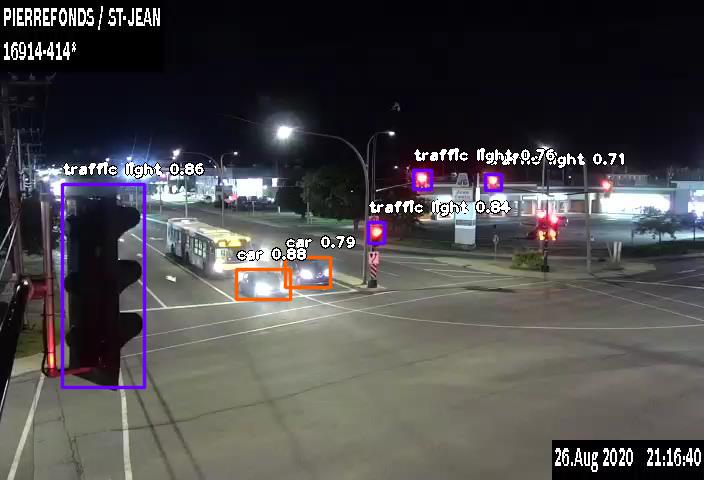 PIERREFONDS / ST-JEAN
16914-414*
traffic light 0.86
traffic light 0.76
traffic light 0.71
traffic light 0.84
car 0.79
car 0.88
26.Aug 2020 21:16:40